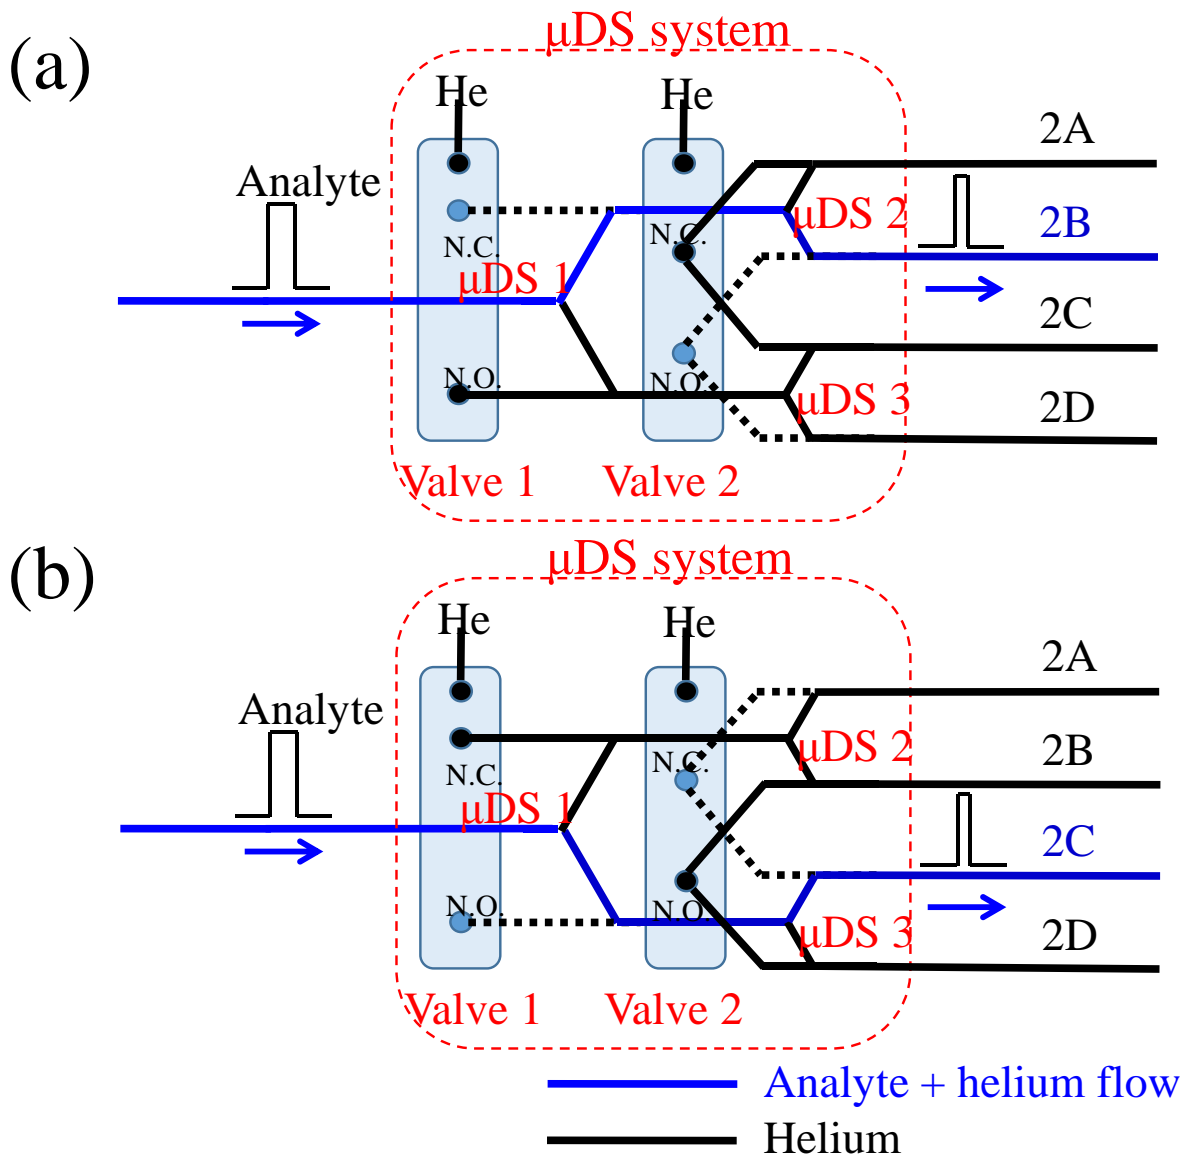 (a)
μDS system
He
He
2A
Analyte
μDS 2
2B
N.C.
N.C.
μDS 1
2C
N.O.
N.O.
μDS 3
2D
Valve 1
Valve 2
(b)
μDS system
He
He
2A
Analyte
μDS 2
2B
N.C.
N.C.
μDS 1
2C
N.O.
N.O.
μDS 3
2D
Valve 1
Valve 2
Analyte + helium flow
Helium